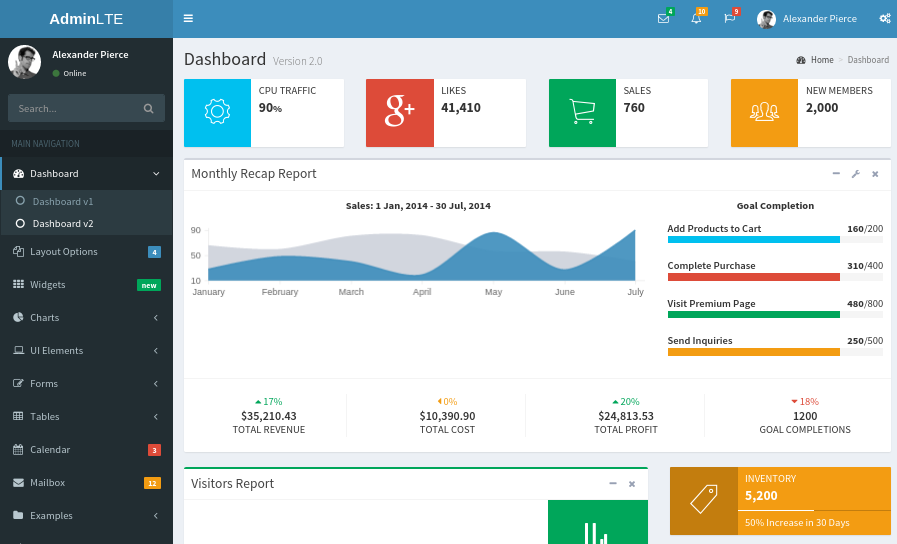 AdminLTE
4
10
9
Alexander Pierce
Alexander Pierce
Online
Search...
MAIN NAVIGATION
Dashboard
Dashboard v1
Dashboard v2
Layout Options 4
Widgets new
Charts
UI Elements
Forms
Tables
Calendar 3
Mailbox 12
Examples
Dashboard Version 2.0
Home > Dashboard
CPU TRAFFIC
90%
g+
LIKES
41,410
SALES
760
NEW MEMBERS
2,000
Monthly Recap Report
Sales: 1 Jan, 2014 - 30 Jul, 2014
90
50
10
January February March April May June July
Goal Completion
Add Products to Cart 160/200
Complete Purchase 310/400
Visit Premium Page 480/800
Send Inquiries 250/500
17%
$35,210.43
TOTAL REVENUE
0%
$10,390.90
TOTAL COST
20%
$24,813.53
TOTAL PROFIT
18%
1200
GOAL COMPLETIONS
Visitors Report
INVENTORY
5,200
50% Increase in 30 Days